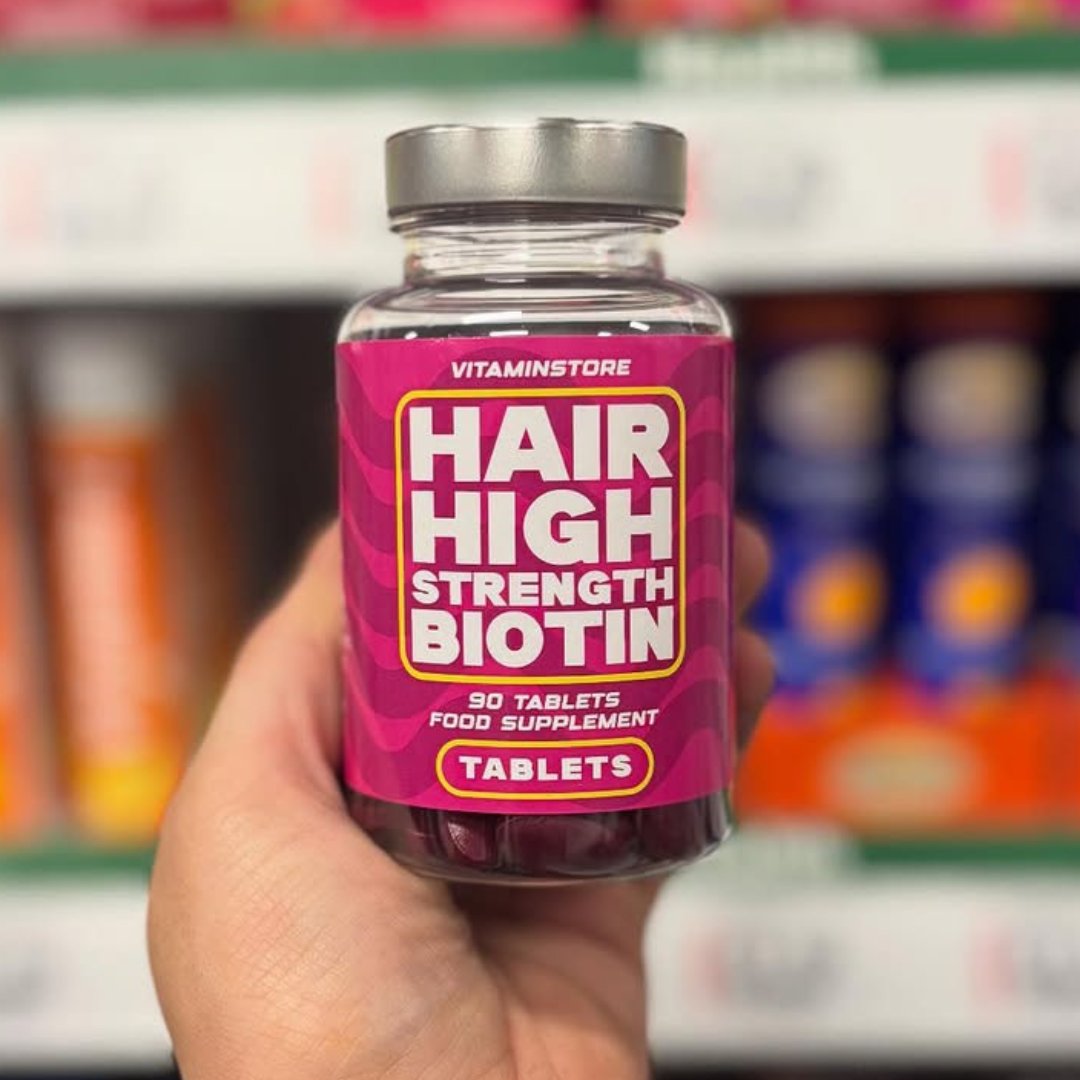 VITAMINSTORE
HAIR
HIGH
STRENGTH
BIOTIN
90 TABLETS
FOOD SUPPLEMENT
TABLETS